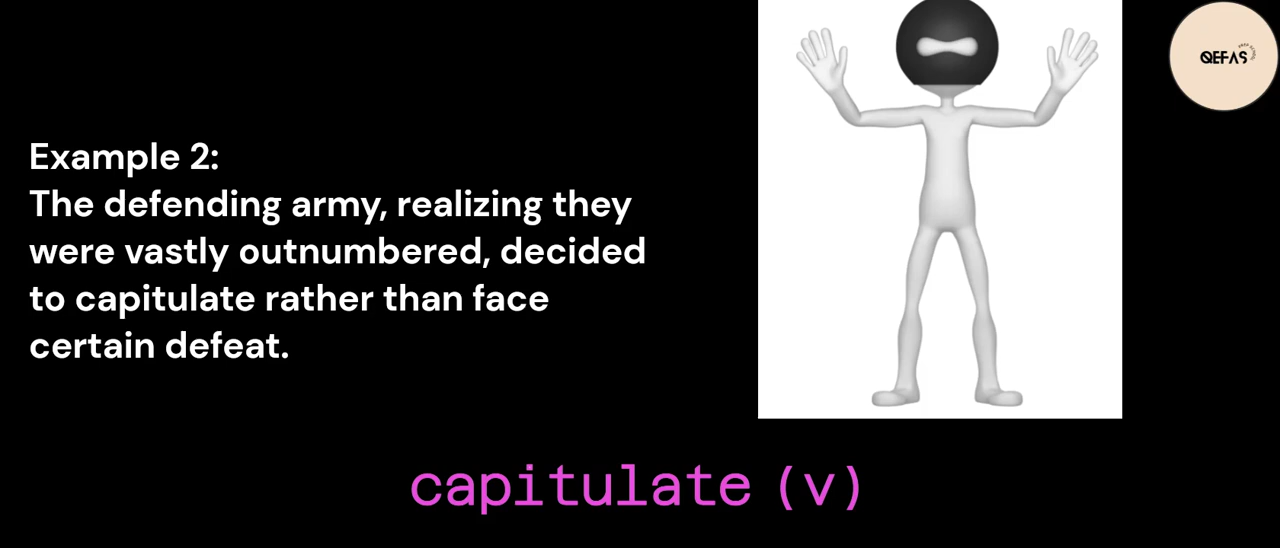 QEFAS
Example 2:
The defending army, realizing they
were vastly outnumbered, decided
to capitulate rather than face
certain defeat.
capitulate (v)